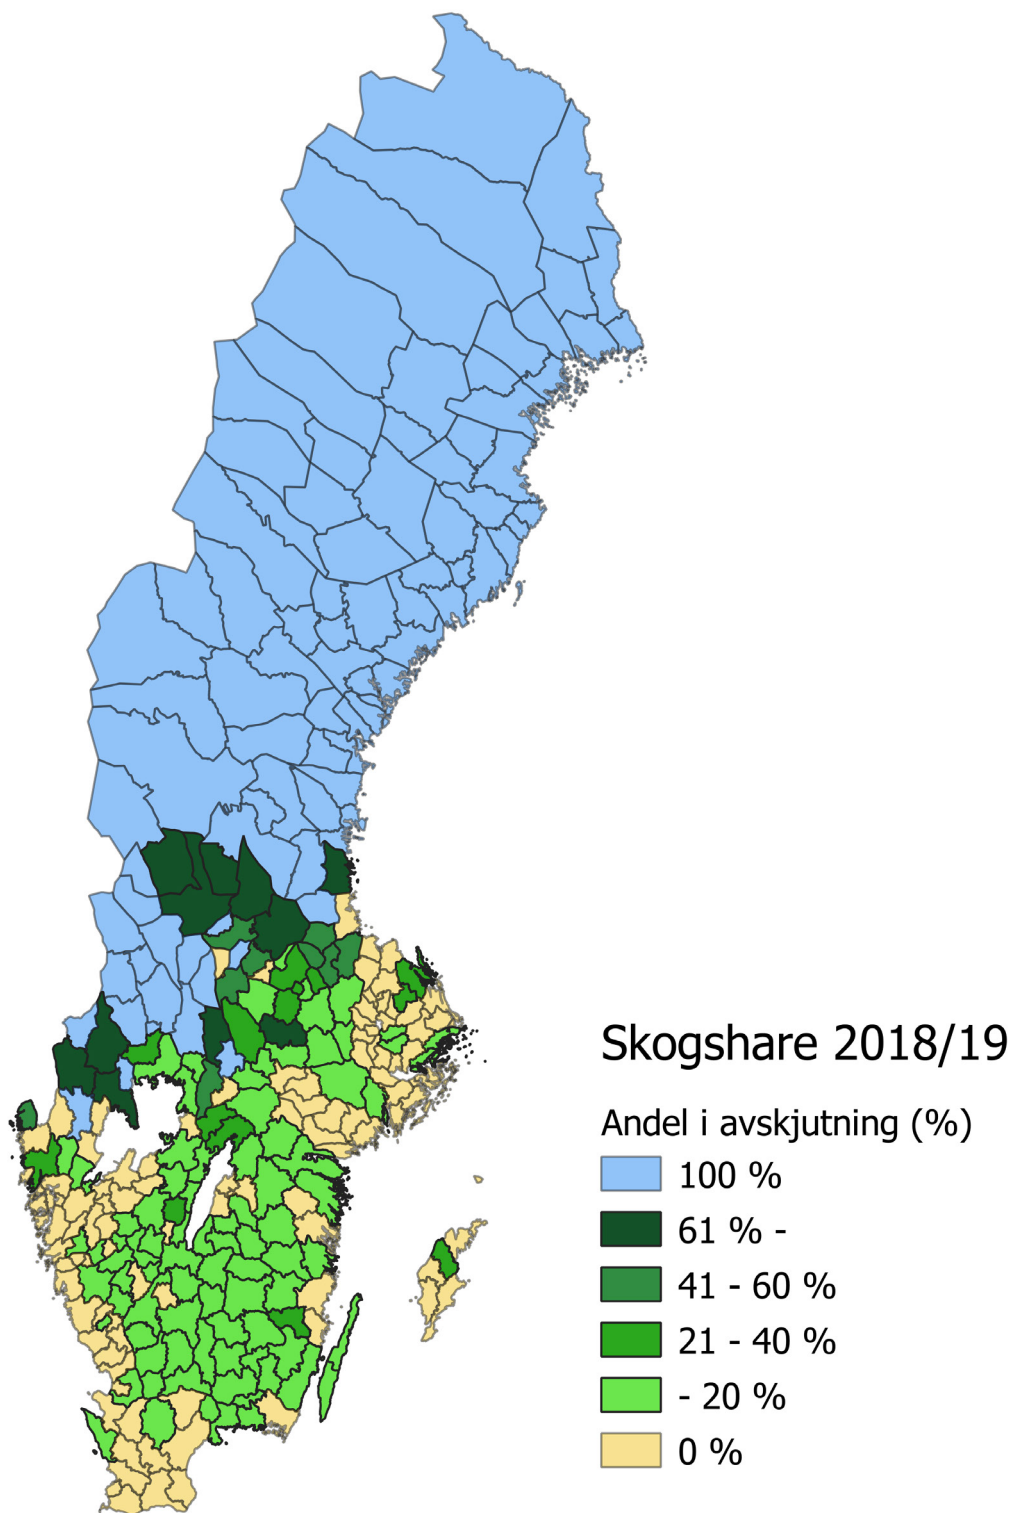 Skogshare 2018/19
Andel i avskjutning (%)
100 %
61 % -
41 - 60 %
21 - 40 %
- 20 %
0 %